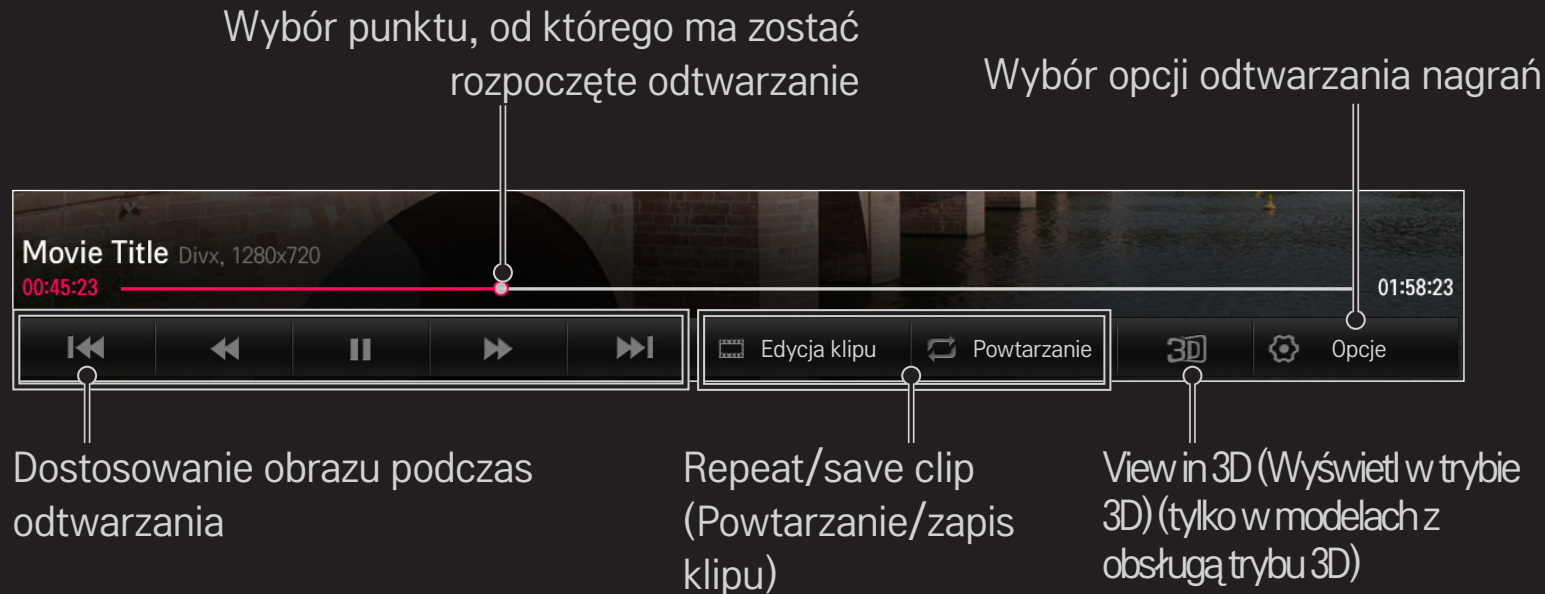 Wybór punktu, od którego ma zostać
rozpoczęte odtwarzanie
Wybór opcji odtwarzania nagrań
Movie Title Divx, 1280x720
00:45:23
01:58:23
Edycja klipu
Powtarzanie
3D
Opcje
Dostosowanie obrazu podczas
odtwarzania
Repeat/save clip
(Powtarzanie/zapis
klipu)
View in 3D (Wyświetl w trybie
3D) (tylko w modelach z
obsługą trybu 3D)